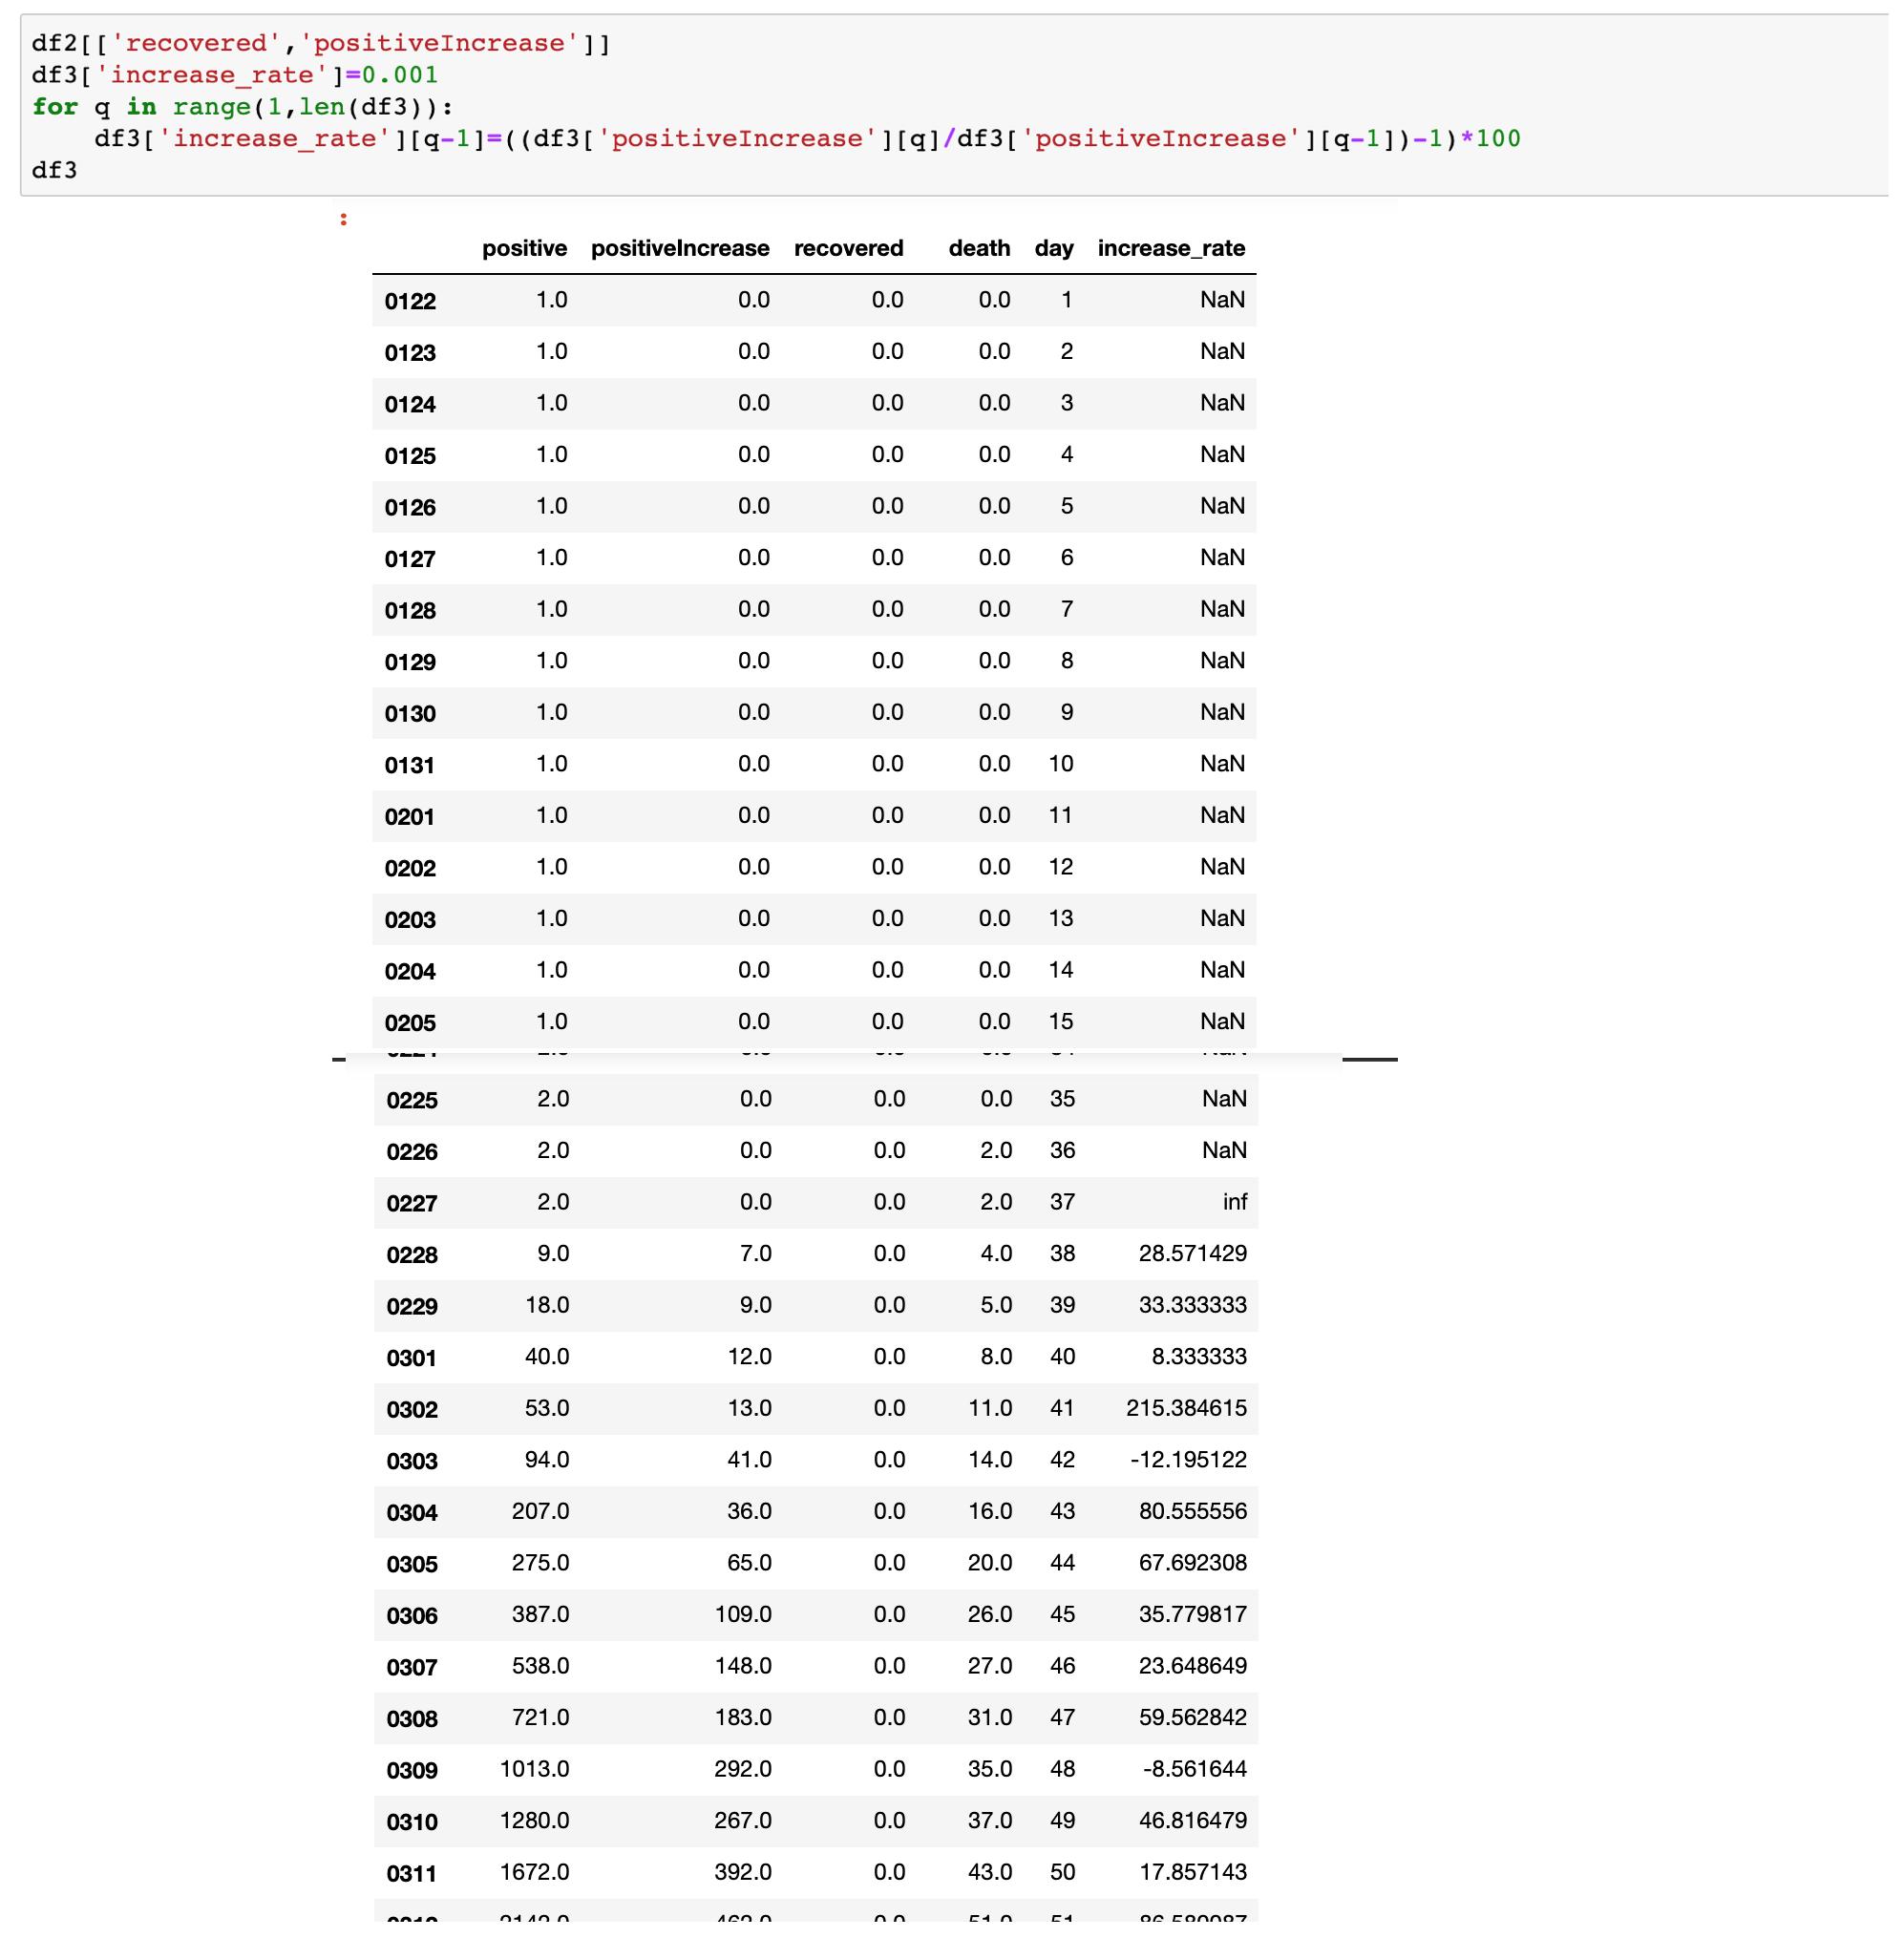 df2[['recovered','positiveIncrease']]
df3['increase_rate']=0.001
for q in range(1,len(df3)):
    df3['increase_rate'][q-1]=((df3['positiveIncrease'][q]/df3['positiveIncrease'][q-1])-1)*100
df3
:
positive positiveIncrease recovered death day increase_rate
0122 1.0 0.0 0.0 0.0 1 NaN
0123 1.0 0.0 0.0 0.0 2 NaN
0124 1.0 0.0 0.0 0.0 3 NaN
0125 1.0 0.0 0.0 0.0 4 NaN
0126 1.0 0.0 0.0 0.0 5 NaN
0127 1.0 0.0 0.0 0.0 6 NaN
0128 1.0 0.0 0.0 0.0 7 NaN
0129 1.0 0.0 0.0 0.0 8 NaN
0130 1.0 0.0 0.0 0.0 9 NaN
0131 1.0 0.0 0.0 0.0 10 NaN
0201 1.0 0.0 0.0 0.0 11 NaN
0202 1.0 0.0 0.0 0.0 12 NaN
0203 1.0 0.0 0.0 0.0 13 NaN
0204 1.0 0.0 0.0 0.0 14 NaN
0205 1.0 0.0 0.0 0.0 15 NaN
0225 2.0 0.0 0.0 0.0 35 NaN
0226 2.0 0.0 0.0 2.0 36 NaN
0227 2.0 0.0 0.0 2.0 37 inf
0228 9.0 7.0 0.0 4.0 38 28.571429
0229 18.0 9.0 0.0 5.0 39 33.333333
0301 40.0 12.0 0.0 8.0 40 8.333333
0302 53.0 13.0 0.0 11.0 41 215.384615
0303 94.0 41.0 0.0 14.0 42 -12.195122
0304 207.0 36.0 0.0 16.0 43 80.555556
0305 275.0 65.0 0.0 20.0 44 67.692308
0306 387.0 109.0 0.0 26.0 45 35.779817
0307 538.0 148.0 0.0 27.0 46 23.648649
0308 721.0 183.0 0.0 31.0 47 59.562842
0309 1013.0 292.0 0.0 35.0 48 -8.561644
0310 1280.0 267.0 0.0 37.0 49 46.816479
0311 1672.0 392.0 0.0 43.0 50 17.857143